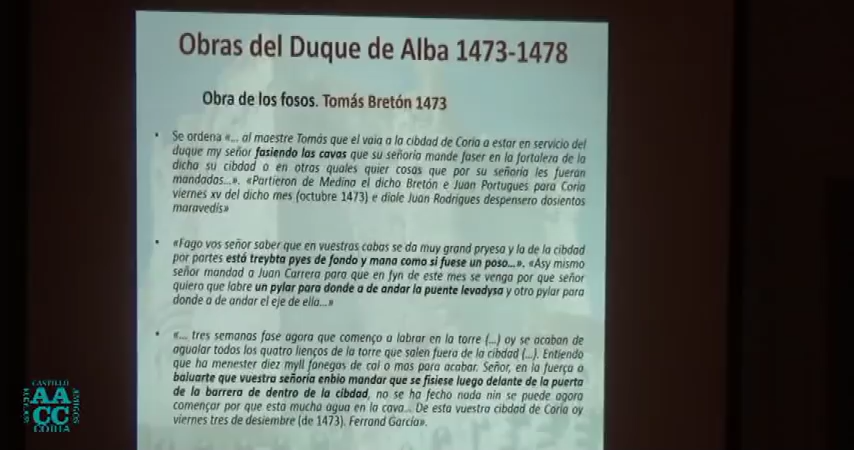 Obras del Duque de Alba 1473-1478
Obra de los fosos. Tomás Bretón 1473
• Se ordena «... al maestre Tomás que el vaia a la cibdad de Coria a estar en servicio del
duque my señor fasiendo las cavas que su señoria mande faser en la fortaleza de la
dicha su cibdad o en otras quales quier cosas que por su señoria les fueran
mandadas...». «Partieron de Medina el dicho Bretón e Juan Portugues para Coria
viernes xv del dicho mes (octubre 1473) e diole Juan Rodrigues despensero dosientos
maravedís»
• «Fago vos señor saber que en vuestras cabas se da muy grand pryesa y la de la cibdad
por partes está treybta pyes de fondo y mana como si fuese un poso...». «Asy mismo
señor mandad a Juan Carrera para que en fyn de este mes se venga por que señor
quiero que labre un pylar para donde a de andar la puente levadysa y otro pylar para
donde a de andar el eje de ella...»
• «... tres semanas fase agora que començo a labrar en la torre (...) oy se acaban de
agualar todos los quatro lienços de la torre que salen fuera de la cibdad (...). Entiendo
que ha menester diez myll fanegas de cal o mas para acabar. Señor, en la fuerça o
baluarte que vuestra señoría enbio mandar que se fisiese luego delante de la puerta
de la barrera de dentro de la cibdad, no se ha fecho nada nin se puede agora
començar por que esta mucha agua en la cava... De esta vuestra cibdad de Coria oy
viernes tres de desiembre (de 1473). Ferrand García».
CASTILLO
AA
CC
AMIGOS
CORIA